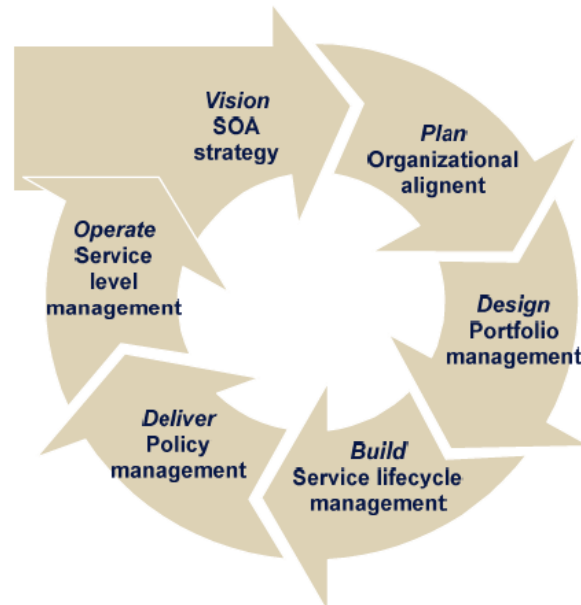 Vision
SOA
strategy
Plan
Organizational
alignent
Design
Portfolio
management
Build
Service lifecycle
management
Deliver
Policy
management
Operate
Service
level
management